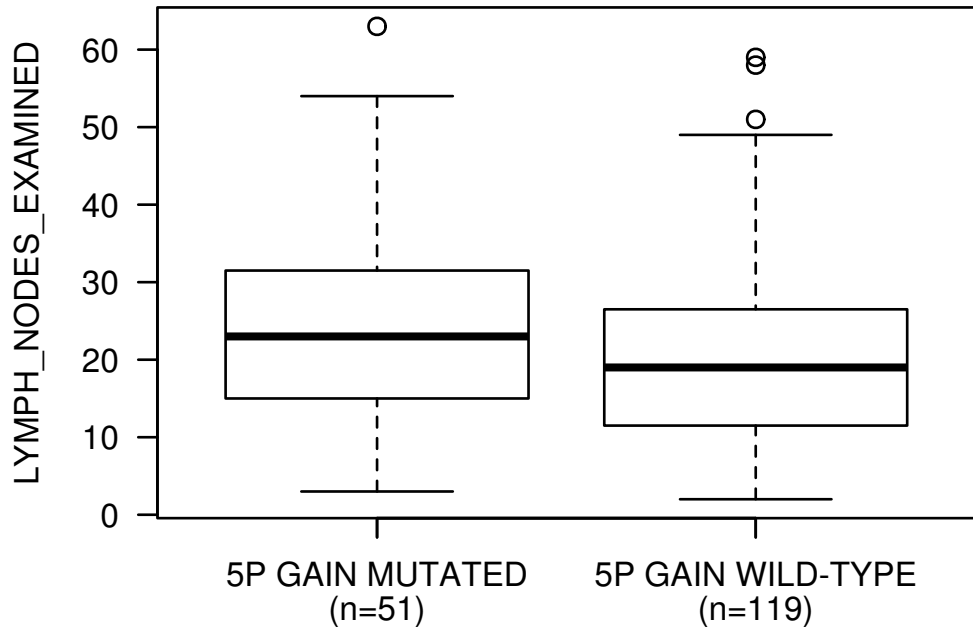 LYMPH_NODES_EXAMINED
60
50
40
30
20
10
0
5P GAIN MUTATED
(n=51)
5P GAIN WILD-TYPE
(n=119)